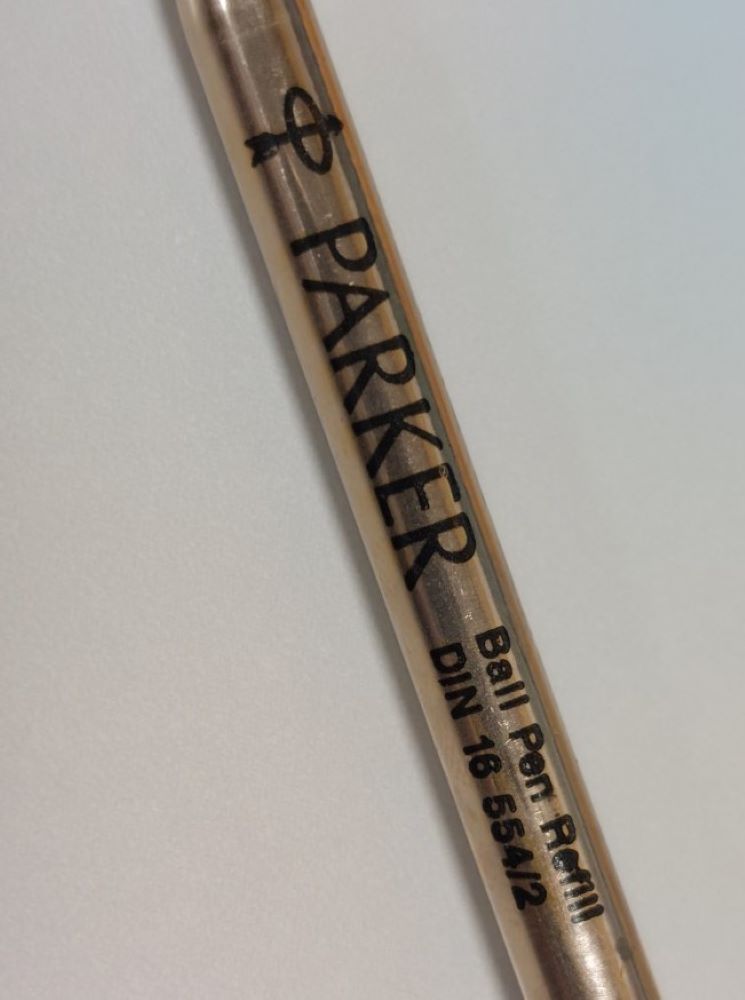 PARKER
Ball Pen Refill
DIN 16 554/2